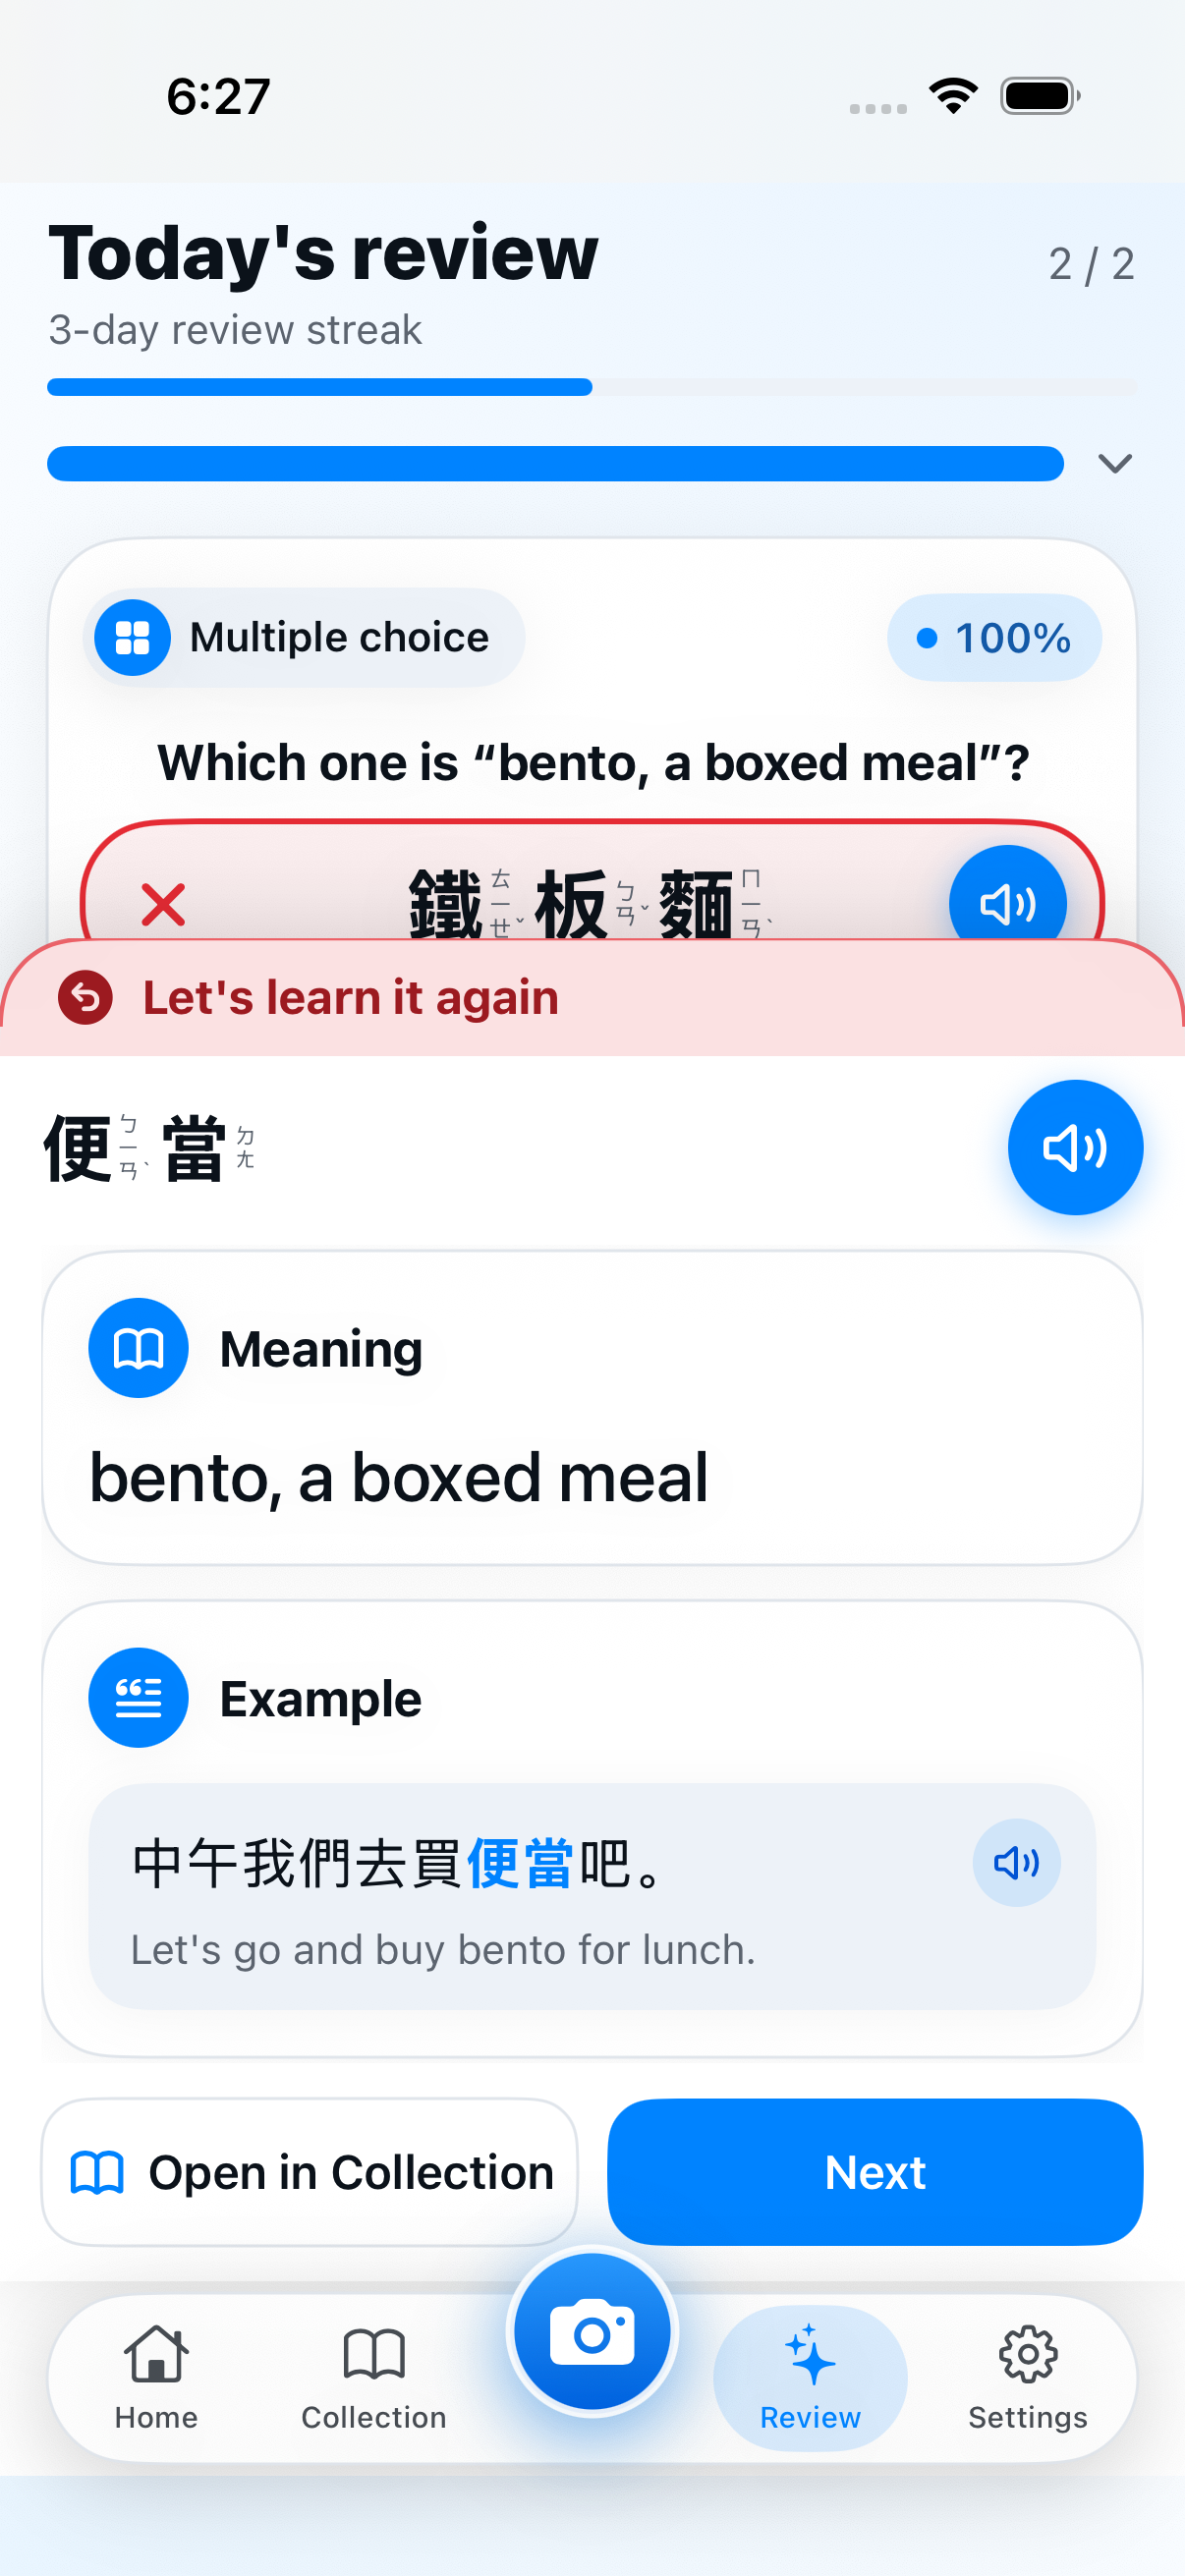 6:27
Today's review
2 / 2
3-day review streak
Multiple choice
100%
Which one is “bento, a boxed meal”?
鐵ㄊㄧㄝˇ板ㄅㄢˇ麵ㄇㄧㄢˋ
Let's learn it again
便ㄅㄧㄢˋ當ㄉㄤ
Meaning
bento, a boxed meal
Example
中午我們去買便當吧。
Let's go and buy bento for lunch.
Open in Collection
Next
Home
Collection
Review
Settings